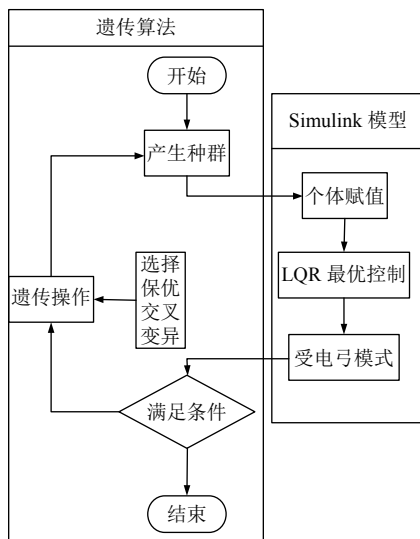 遗传算法
开始
Simulink 模型
产生种群
个体赋值
选择
保优
交叉
变异
遗传操作
LQR 最优控制
受电弓模式
满足条件
结束